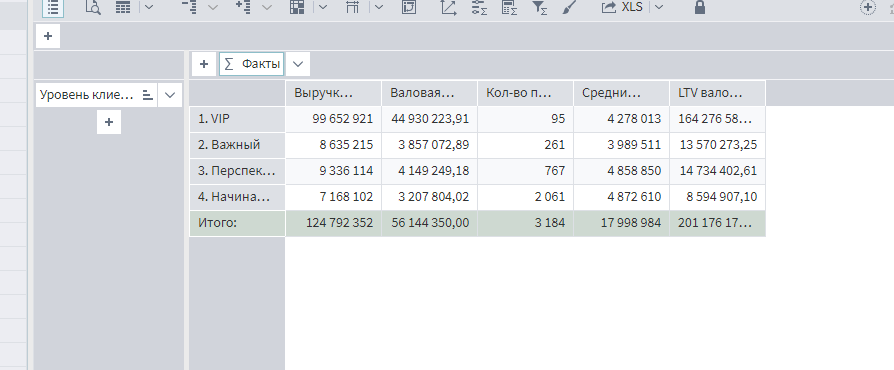 XLS
Σ Факты
Уровень клие...
Выручк... Валовая... Кол-во п... Средни... LTV вало...
1. VIP 99 652 921 44 930 223,91 95 4 278 013 164 276 58...
2. Важный 8 635 215 3 857 072,89 261 3 989 511 13 570 273,25
3. Перспек... 9 336 114 4 149 249,18 767 4 858 850 14 734 402,61
4. Начина... 7 168 102 3 207 804,02 2 061 4 872 610 8 594 907,10
Итого: 124 792 352 56 144 350,00 3 184 17 998 984 201 176 17...